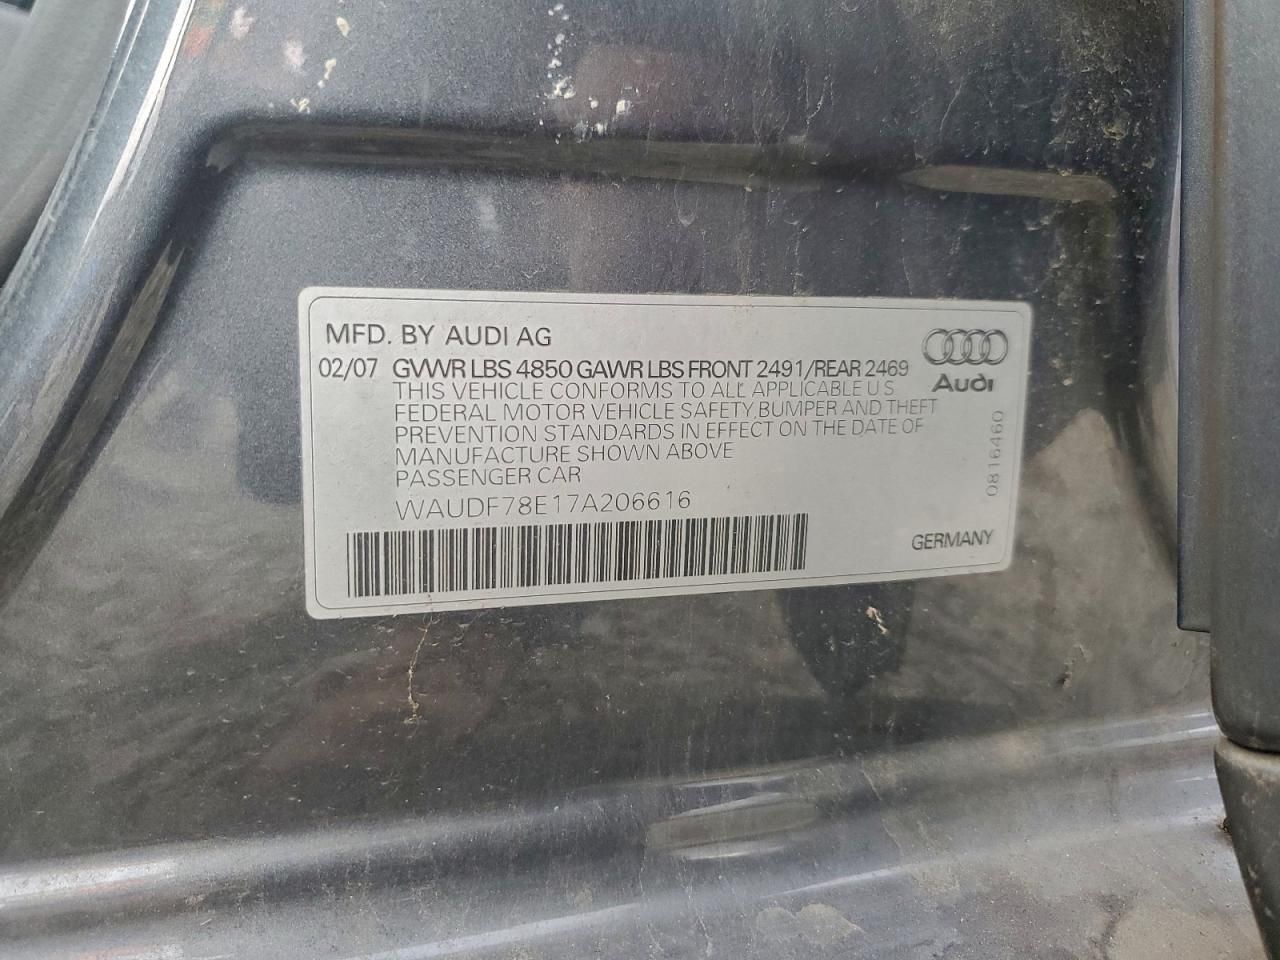 MFD. BY AUDI AG
02/07 GVWR LBS 4850 GAWR LBS FRONT 2491/REAR 2469
THIS VEHICLE CONFORMS TO ALL APPLICABLE U S
FEDERAL MOTOR VEHICLE SAFETY, BUMPER AND THEFT
PREVENTION STANDARDS IN EFFECT ON THE DATE OF
MANUFACTURE SHOWN ABOVE
PASSENGER CAR
WAUDF78E17A206616
Audi
0816460
GERMANY